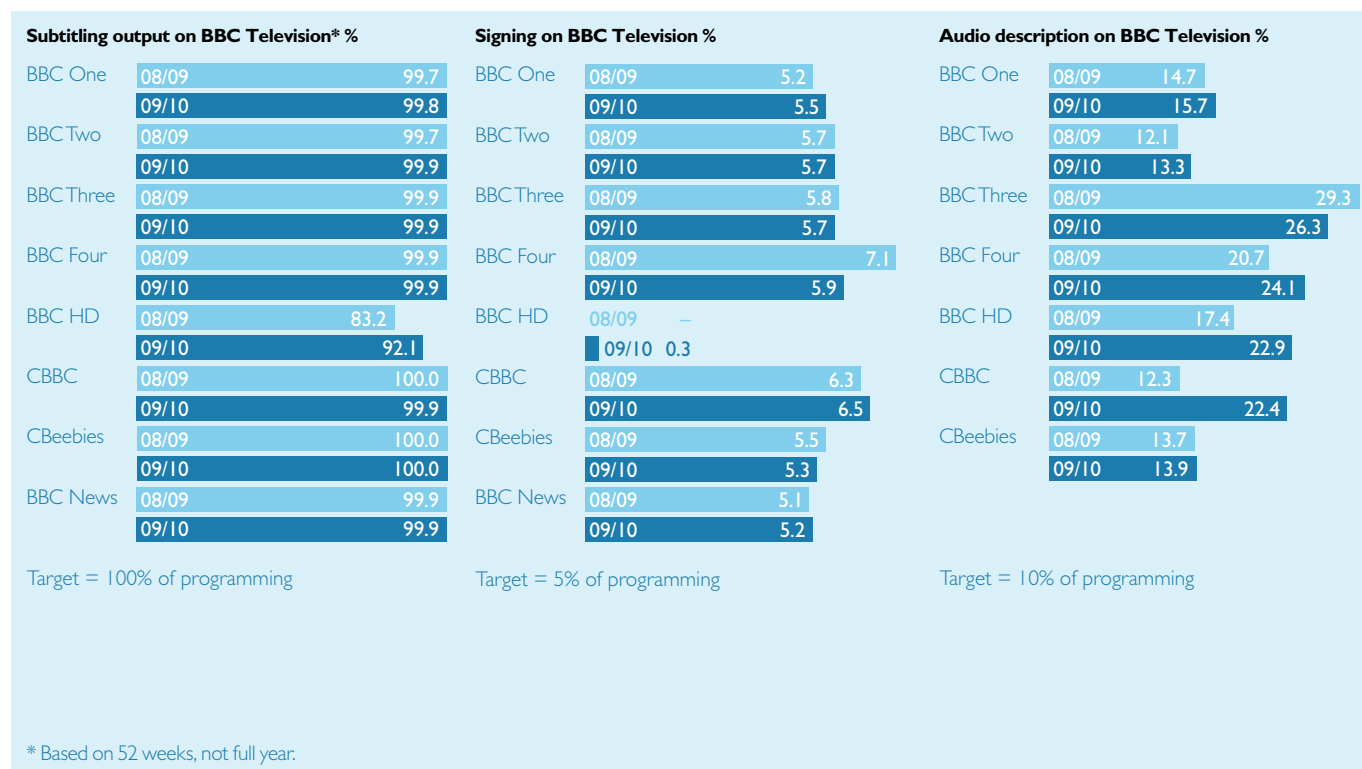 Subtitling output on BBC Television* %
BBC One 08/09 99.7
09/10 99.8
BBC Two 08/09 99.7
09/10 99.9
BBC Three 08/09 99.9
09/10 99.9
BBC Four 08/09 99.9
09/10 99.9
BBC HD 08/09 83.2
09/10 92.1
CBBC 08/09 100.0
09/10 99.9
CBeebies 08/09 100.0
09/10 100.0
BBC News 08/09 99.9
09/10 99.9
Target = 100% of programming
Signing on BBC Television %
BBC One 08/09 5.2
09/10 5.5
BBC Two 08/09 5.7
09/10 5.7
BBC Three 08/09 5.8
09/10 5.7
BBC Four 08/09 7.1
09/10 5.9
BBC HD 08/09 –
09/10 0.3
CBBC 08/09 6.3
09/10 6.5
CBeebies 08/09 5.5
09/10 5.3
BBC News 08/09 5.1
09/10 5.2
Target = 5% of programming
Audio description on BBC Television %
BBC One 08/09 14.7
09/10 15.7
BBC Two 08/09 12.1
09/10 13.3
BBC Three 08/09 29.3
09/10 26.3
BBC Four 08/09 20.7
09/10 24.1
BBC HD 08/09 17.4
09/10 22.9
CBBC 08/09 12.3
09/10 22.4
CBeebies 08/09 13.7
09/10 13.9
Target = 10% of programming
* Based on 52 weeks, not full year.